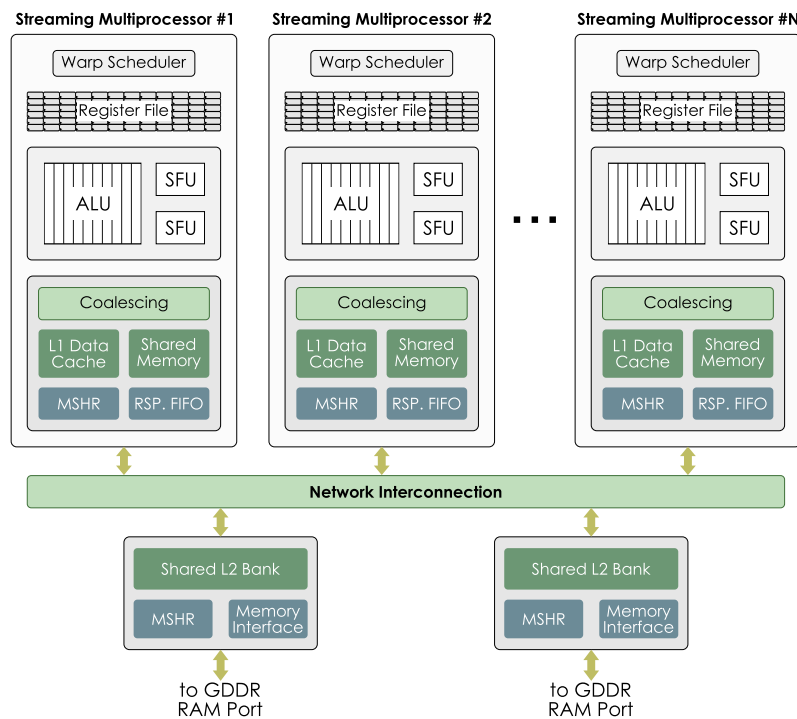 Streaming Multiprocessor #1
Streaming Multiprocessor #2
Streaming Multiprocessor #N
Warp Scheduler
Warp Scheduler
Warp Scheduler
Register File
Register File
Register File
ALU
SFU
SFU
ALU
SFU
SFU
...
ALU
SFU
SFU
Coalescing
Coalescing
Coalescing
L1 Data
Cache
Shared
Memory
L1 Data
Cache
Shared
Memory
L1 Data
Cache
Shared
Memory
MSHR
RSP. FIFO
MSHR
RSP. FIFO
MSHR
RSP. FIFO
Network Interconnection
Shared L2 Bank
Shared L2 Bank
MSHR
Memory
Interface
MSHR
Memory
Interface
to GDDR
RAM Port
to GDDR
RAM Port